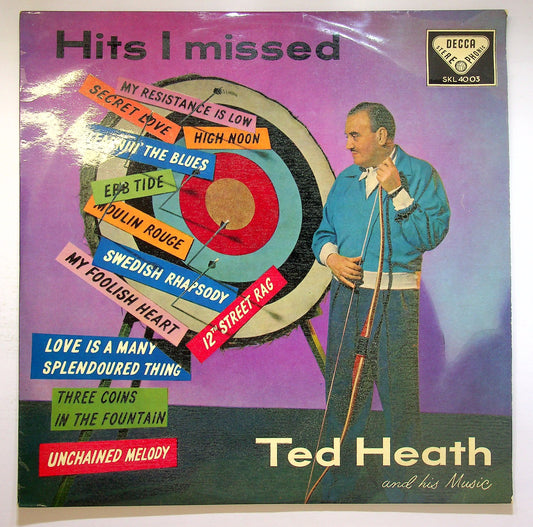 Hits I missed
DECCA
STEREOPHONIC
SKL 4003
MY RESISTANCE IS LOW
SECRET LOVE
HIGH NOON
THE BLUES
EBB TIDE
MOULIN ROUGE
SWEDISH RHAPSODY
MY FOOLISH HEART
12TH STREET RAG
LOVE IS A MANY
SPLENDOURED THING
THREE COINS
IN THE FOUNTAIN
UNCHAINED MELODY
Ted Heath
and his Music